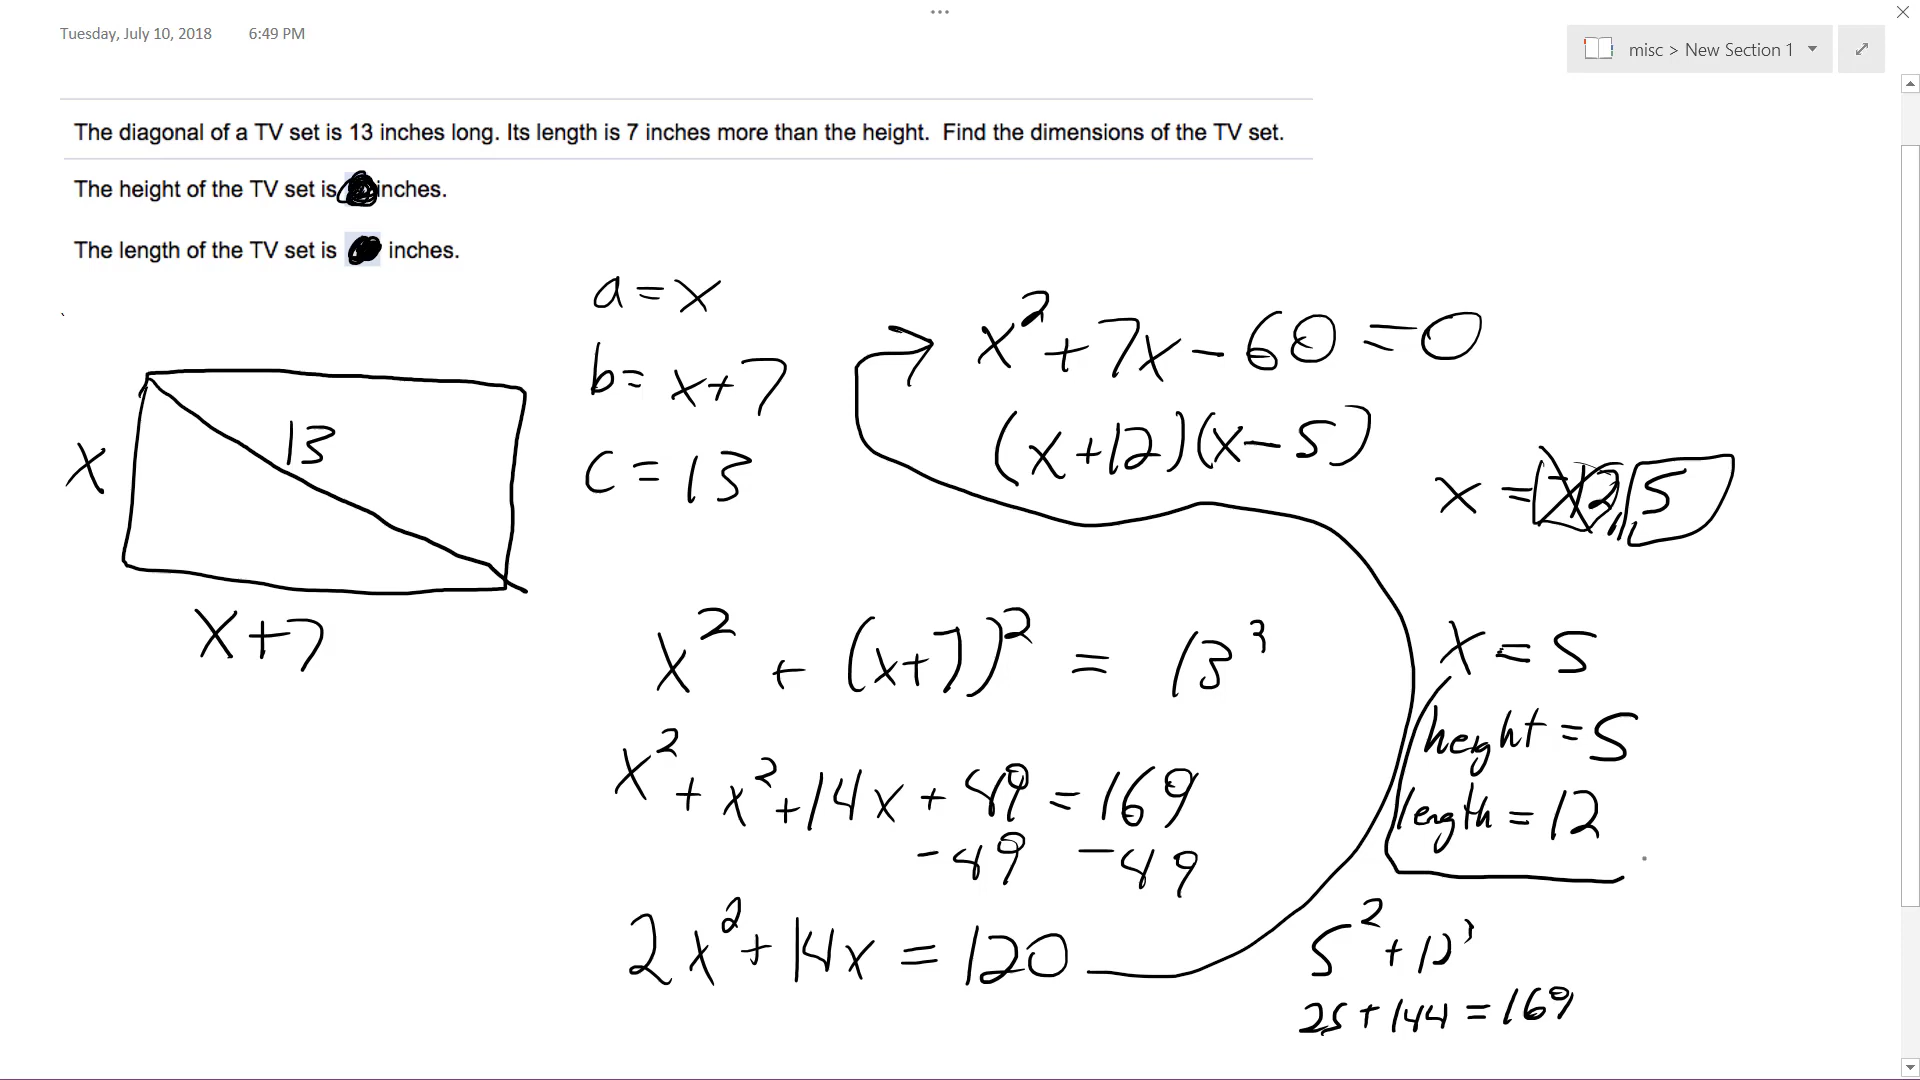 Tuesday, July 10, 2018 6:49 PM
misc > New Section 1
The diagonal of a TV set is 13 inches long. Its length is 7 inches more than the height. Find the dimensions of the TV set.
The height of the TV set is inches.
The length of the TV set is inches.
a = x
b = x+7
c = 13
13
x
x+7
x² + 7x - 60 = 0
(x+12)(x-5)
x = -12, 5
x² + (x+7)² = 13³
x² + x² + 14x + 49 = 169
-49 -49
2x² + 14x = 120
x = 5
height = 5
length = 12
5² + 12³
25 + 144 = 169